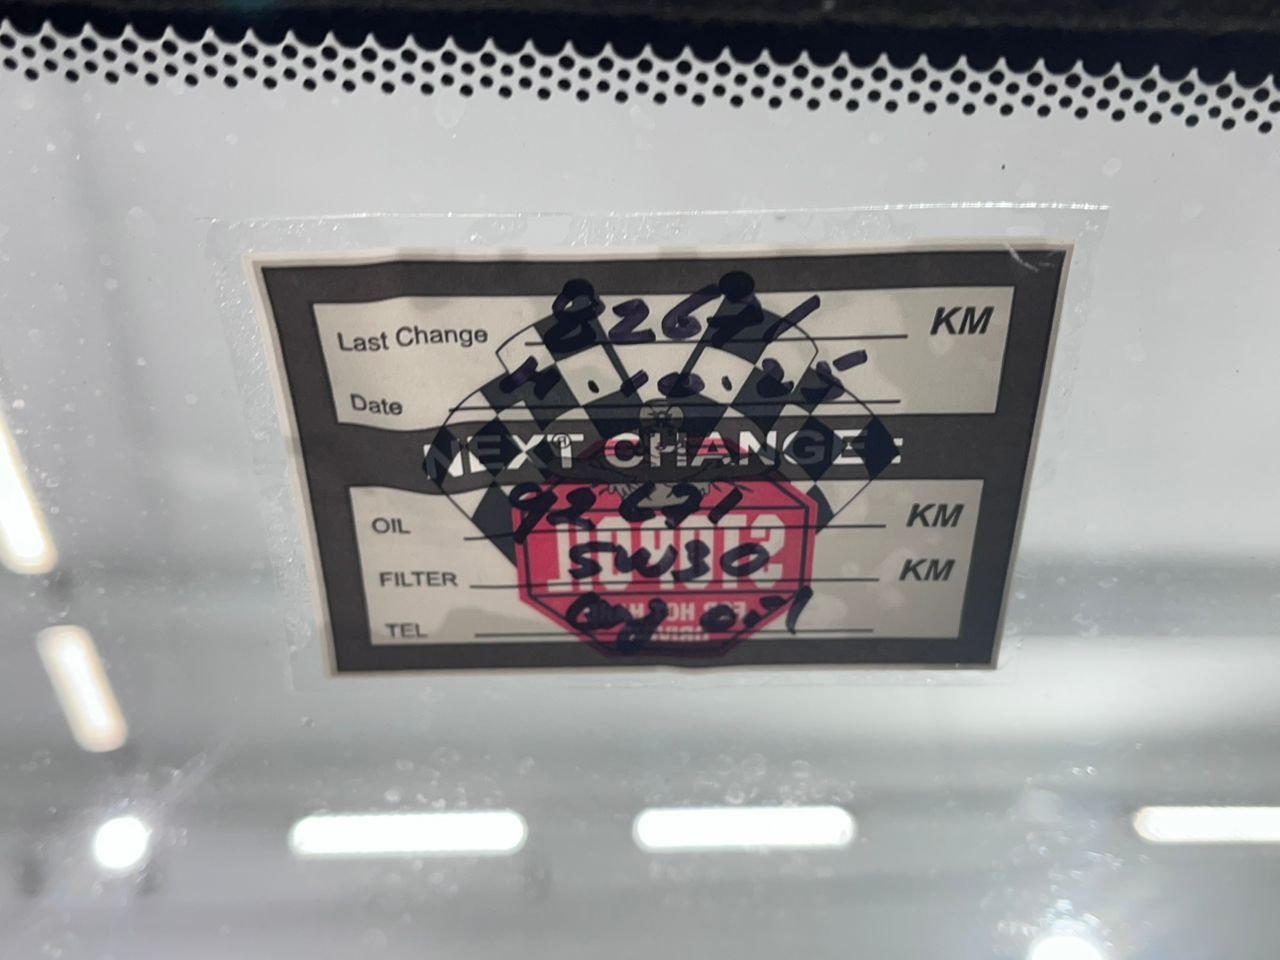 Last Change 82671 KM
Date
NEXT CHANGE
OIL 92671 KM
FILTER 5W30 KM
TEL